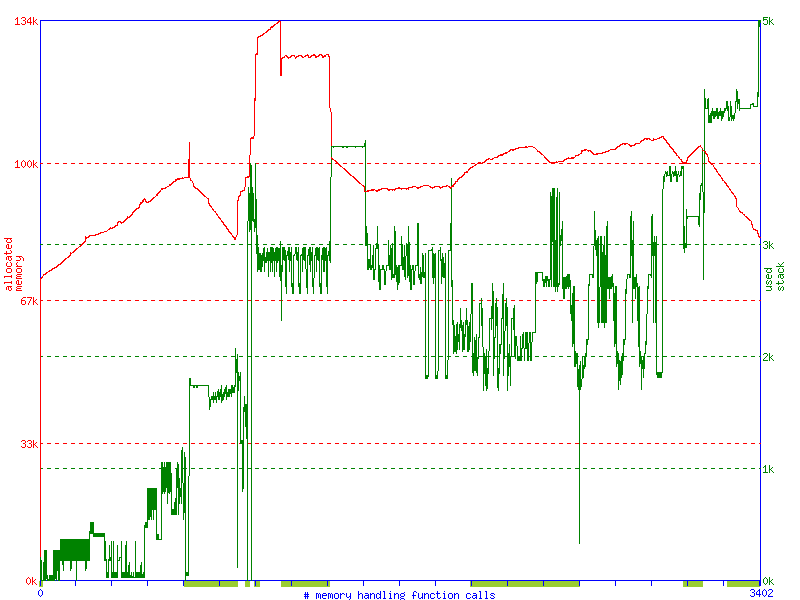 134k
5k
100k
allocated
memory
3k
used
stack
67k
2k
33k
1k
0k
0k
0
# memory handling function calls
3402